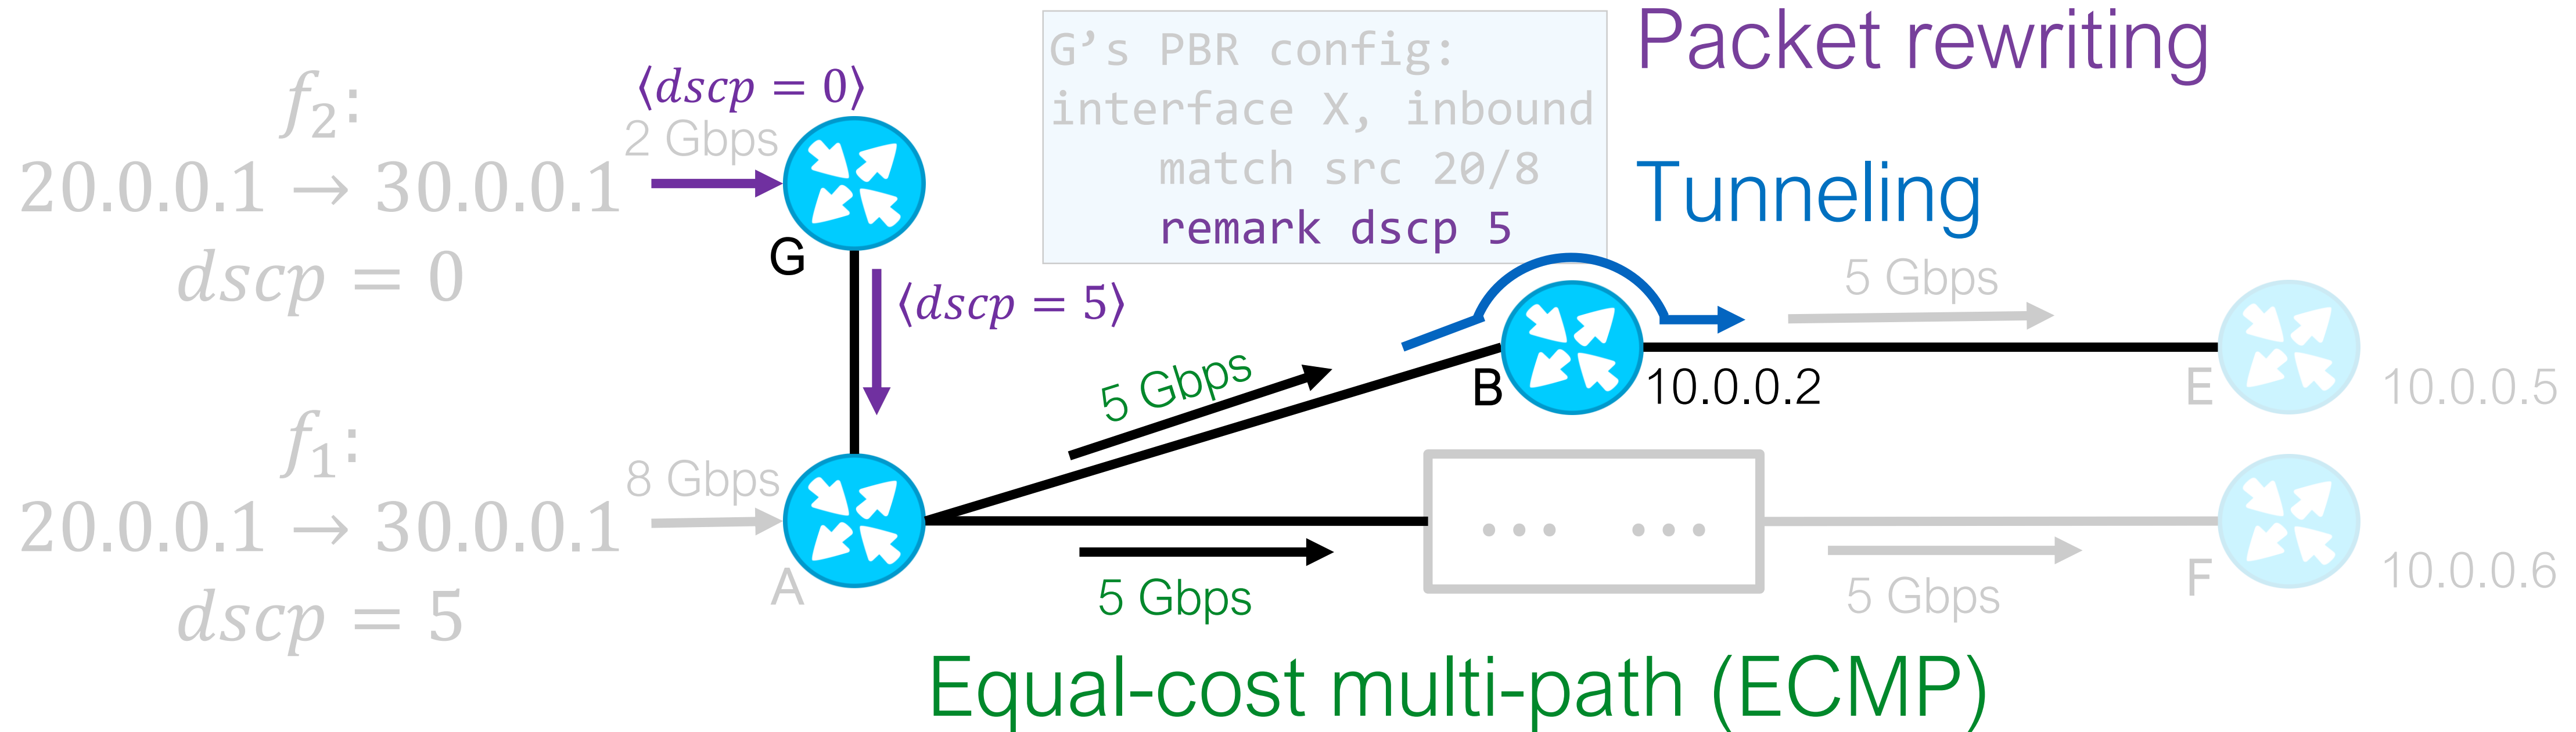 f₂:
20.0.0.1 → 30.0.0.1
dscp = 0
⟨dscp = 0⟩
2 Gbps
G
⟨dscp = 5⟩
G’s PBR config:
interface X, inbound
match src 20/8
remark dscp 5
Packet rewriting
Tunneling
f₁:
20.0.0.1 → 30.0.0.1
dscp = 5
8 Gbps
A
5 Gbps
5 Gbps
B
10.0.0.2
5 Gbps
E
10.0.0.5
... ...
5 Gbps
F
10.0.0.6
Equal-cost multi-path (ECMP)